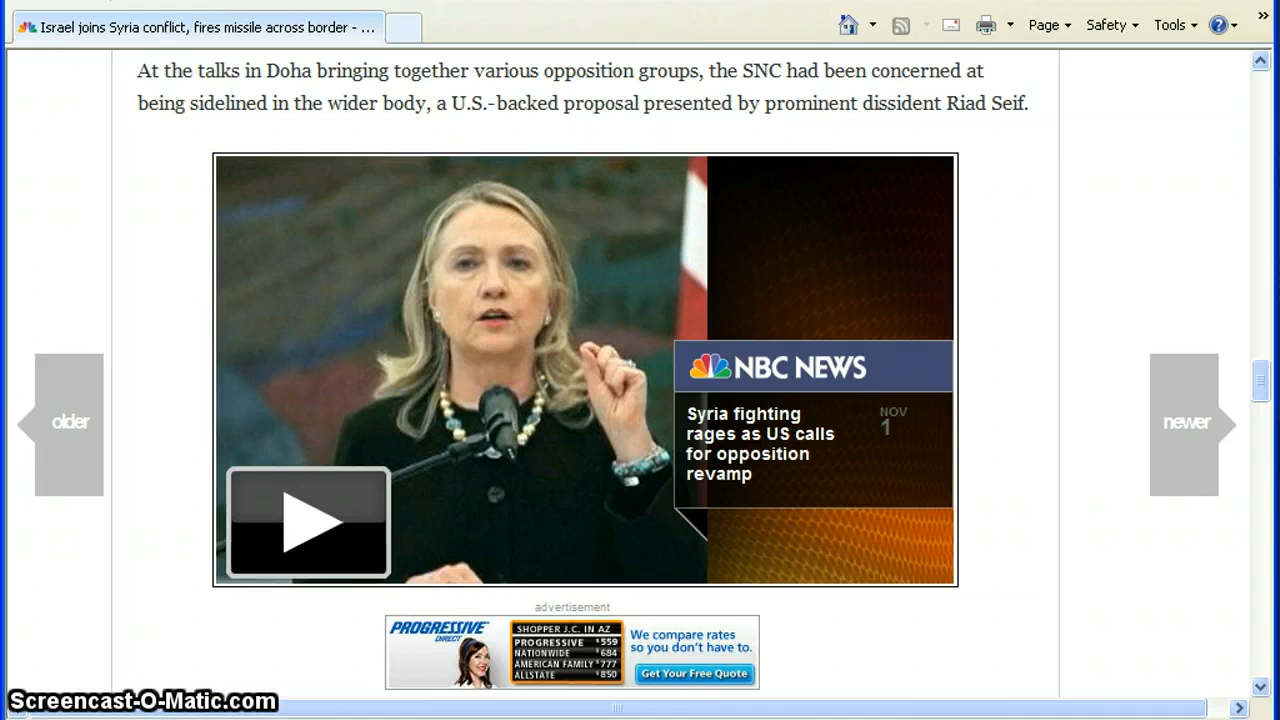 Israel joins Syria conflict, fires missile across border - ...
Page
Safety
Tools
»
At the talks in Doha bringing together various opposition groups, the SNC had been concerned at
being sidelined in the wider body, a U.S.-backed proposal presented by prominent dissident Riad Seif.
older
newer
NBC NEWS
Syria fighting
rages as US calls
for opposition
revamp
NOV
1
advertisement
PROGRESSIVE
DIRECT
SHOPPER J.C. IN AZ
PROGRESSIVE $559
NATIONWIDE $684
AMERICAN FAMILY $777
ALLSTATE $850
We compare rates
so you don't have to.
Get Your Free Quote
Screencast-O-Matic.com